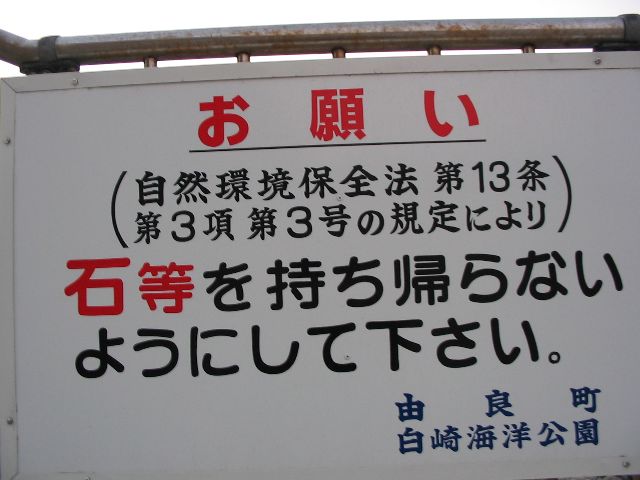 お願い
(自然環境保全法 第13条
第3項 第3号の規定により)
石等を持ち帰らない
ようにして下さい。
由良町
白崎海洋公園